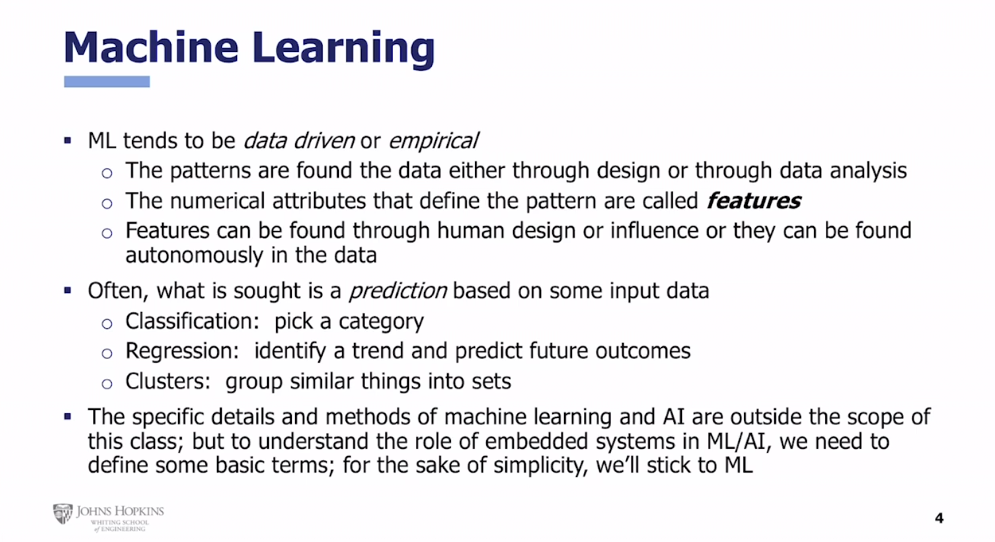 Machine Learning
▪ ML tends to be data driven or empirical
o The patterns are found the data either through design or through data analysis
o The numerical attributes that define the pattern are called features
o Features can be found through human design or influence or they can be found
autonomously in the data
▪ Often, what is sought is a prediction based on some input data
o Classification: pick a category
o Regression: identify a trend and predict future outcomes
o Clusters: group similar things into sets
▪ The specific details and methods of machine learning and AI are outside the scope of
this class; but to understand the role of embedded systems in ML/AI, we need to
define some basic terms; for the sake of simplicity, we'll stick to ML
JOHNS HOPKINS
WHITING SCHOOL
of ENGINEERING
4